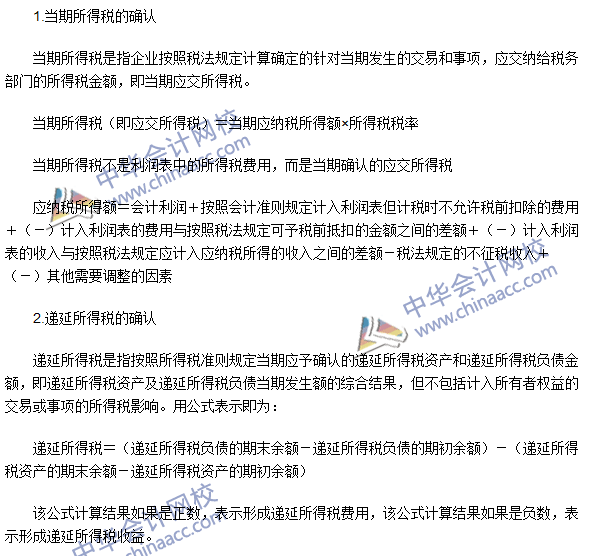 1.当期所得税的确认
当期所得税是指企业按照税法规定计算确定的针对当期发生的交易和事项，应交纳给税务
部门的所得税金额，即当期应交所得税。
当期所得税（即应交所得税）＝当期应纳税所得额×所得税税率
当期所得税不是利润表中的所得税费用，而是当期确认的应交所得税
应纳税所得额＝会计利润＋按照会计准则规定计入利润表但计税时不允许税前扣除的费用
＋（－）计入利润表的费用与按照税法规定可予税前抵扣的金额之间的差额＋（－）计入利润
表的收入与按照税法规定应计入应纳税所得的收入之间的差额－税法规定的不征税收入＋
（－）其他需要调整的因素
2.递延所得税的确认
递延所得税是指按照所得税准则规定当期应予确认的递延所得税资产和递延所得税负债金
额，即递延所得税资产及递延所得税负债当期发生额的综合结果，但不包括计入所有者权益的
交易或事项的所得税影响。用公式表示即为：
递延所得税＝（递延所得税负债的期末余额－递延所得税负债的期初余额）－（递延所得
税资产的期末余额－递延所得税资产的期初余额）
该公式计算结果如果是正数，表示形成递延所得税费用，该公式计算结果如果是负数，表
示形成递延所得税收益。
中华会计网校
www.chinaacc.com
中华会计网校
www.chinaacc.com
中华会计网校
www.chinaacc.com